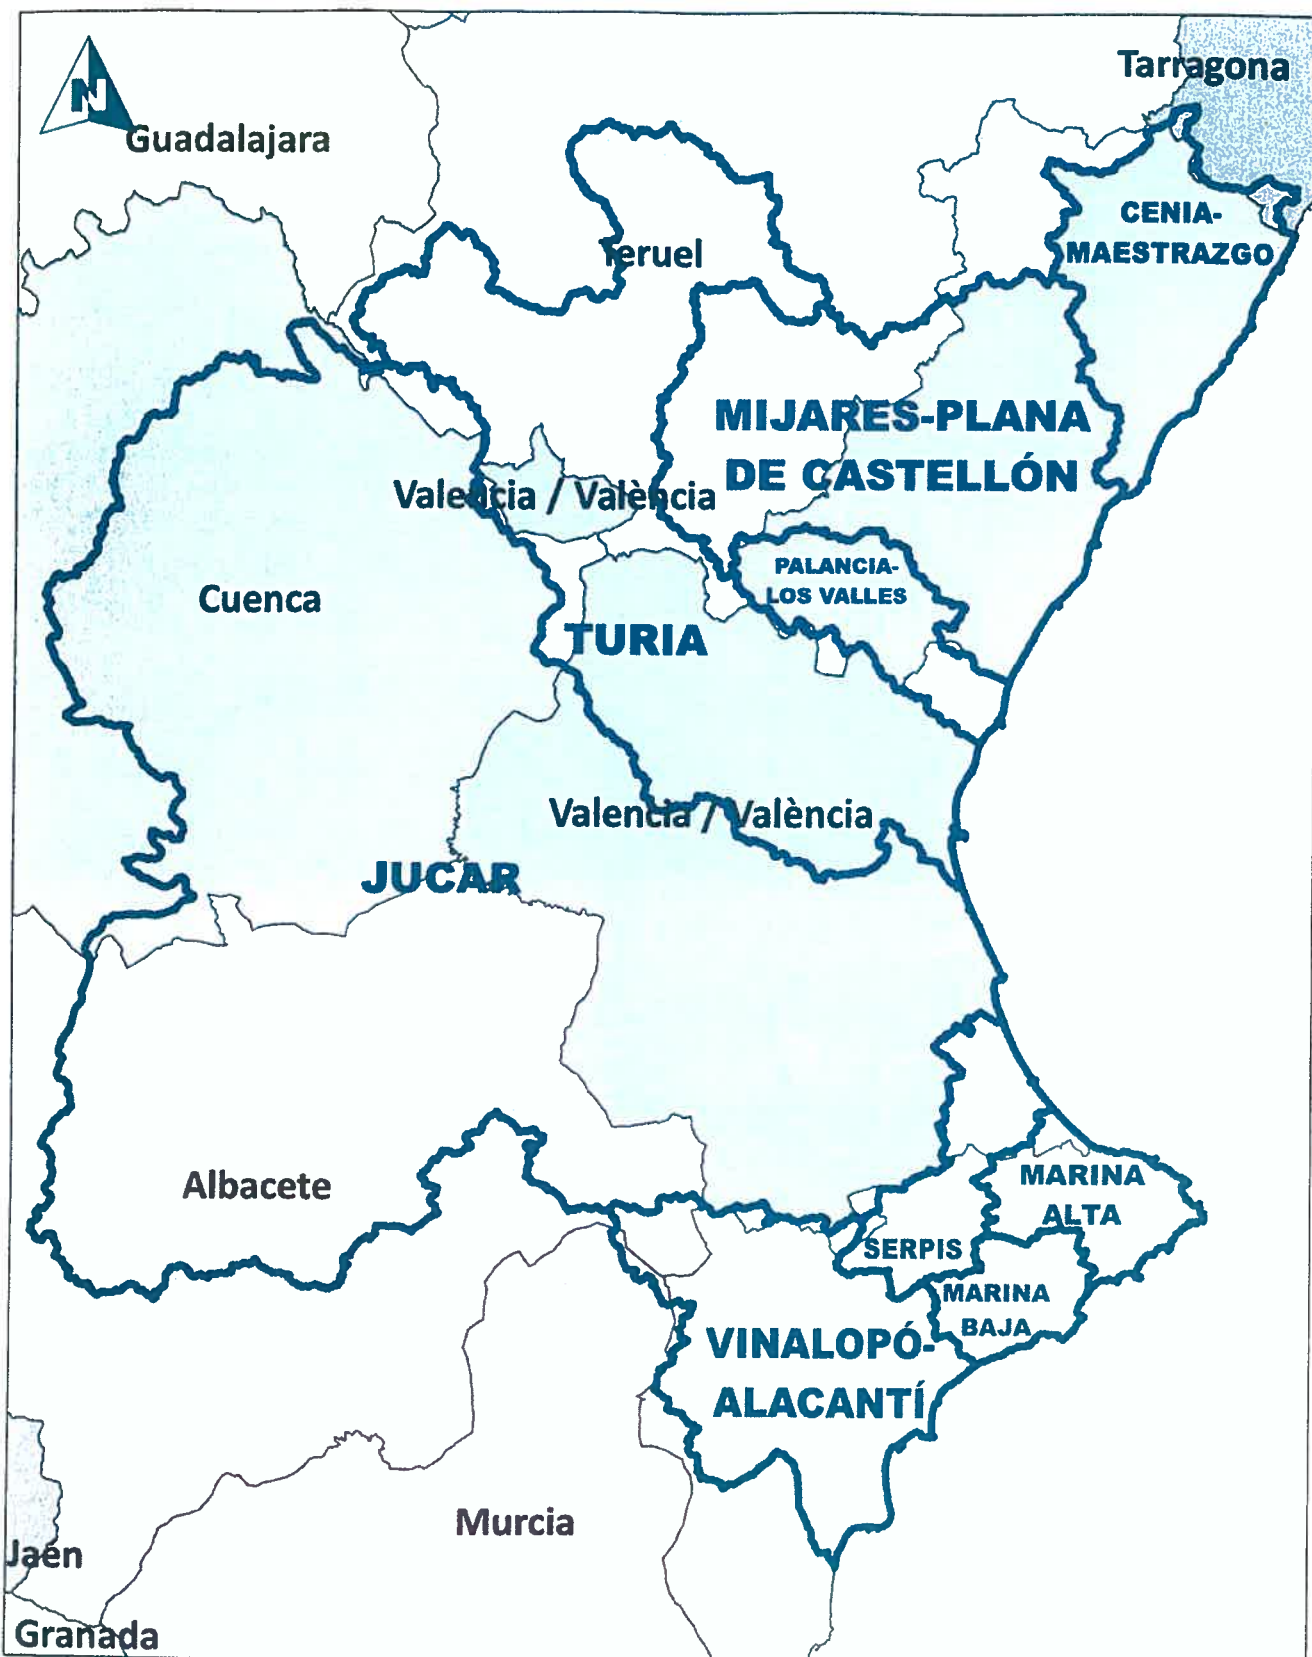 Tarragona
N
Guadalajara
CENIA-
MAESTRAZGO
Teruel
MIJARES-PLANA
DE CASTELLÓN
Valencia / València
PALANCIA-
LOS VALLES
Cuenca
TURIA
Valencia / València
JUCAR
Albacete
MARINA
ALTA
SERPIS
MARINA
BAJA
VINALOPÓ-
ALACANTÍ
Murcia
Jaén
Granada